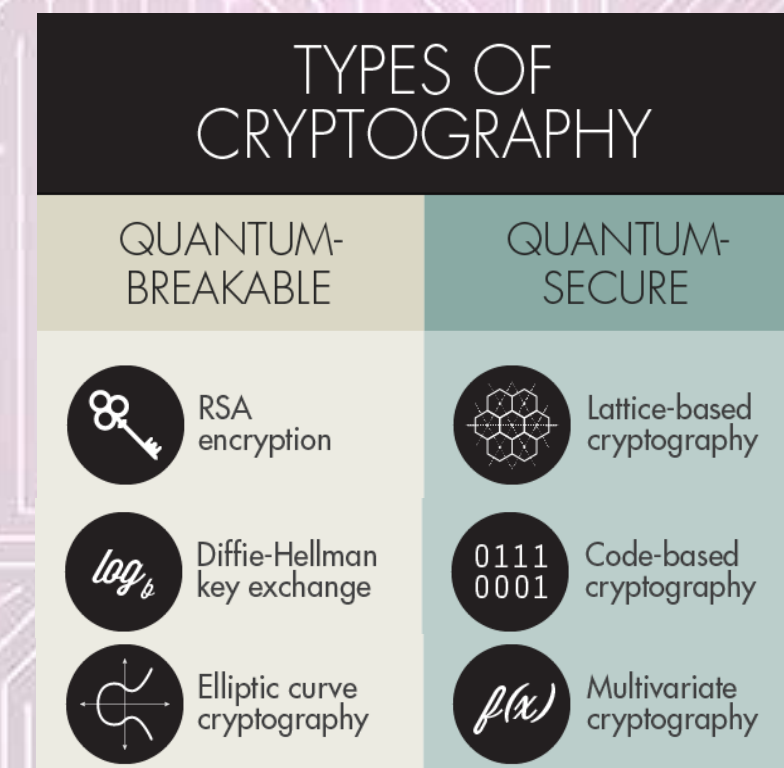 TYPES OF
CRYPTOGRAPHY
QUANTUM-
BREAKABLE
RSA
encryption
log b
Diffie-Hellman
key exchange
Elliptic curve
cryptography
QUANTUM-
SECURE
Lattice-based
cryptography
0111
0001
Code-based
cryptography
f(x)
Multivariate
cryptography